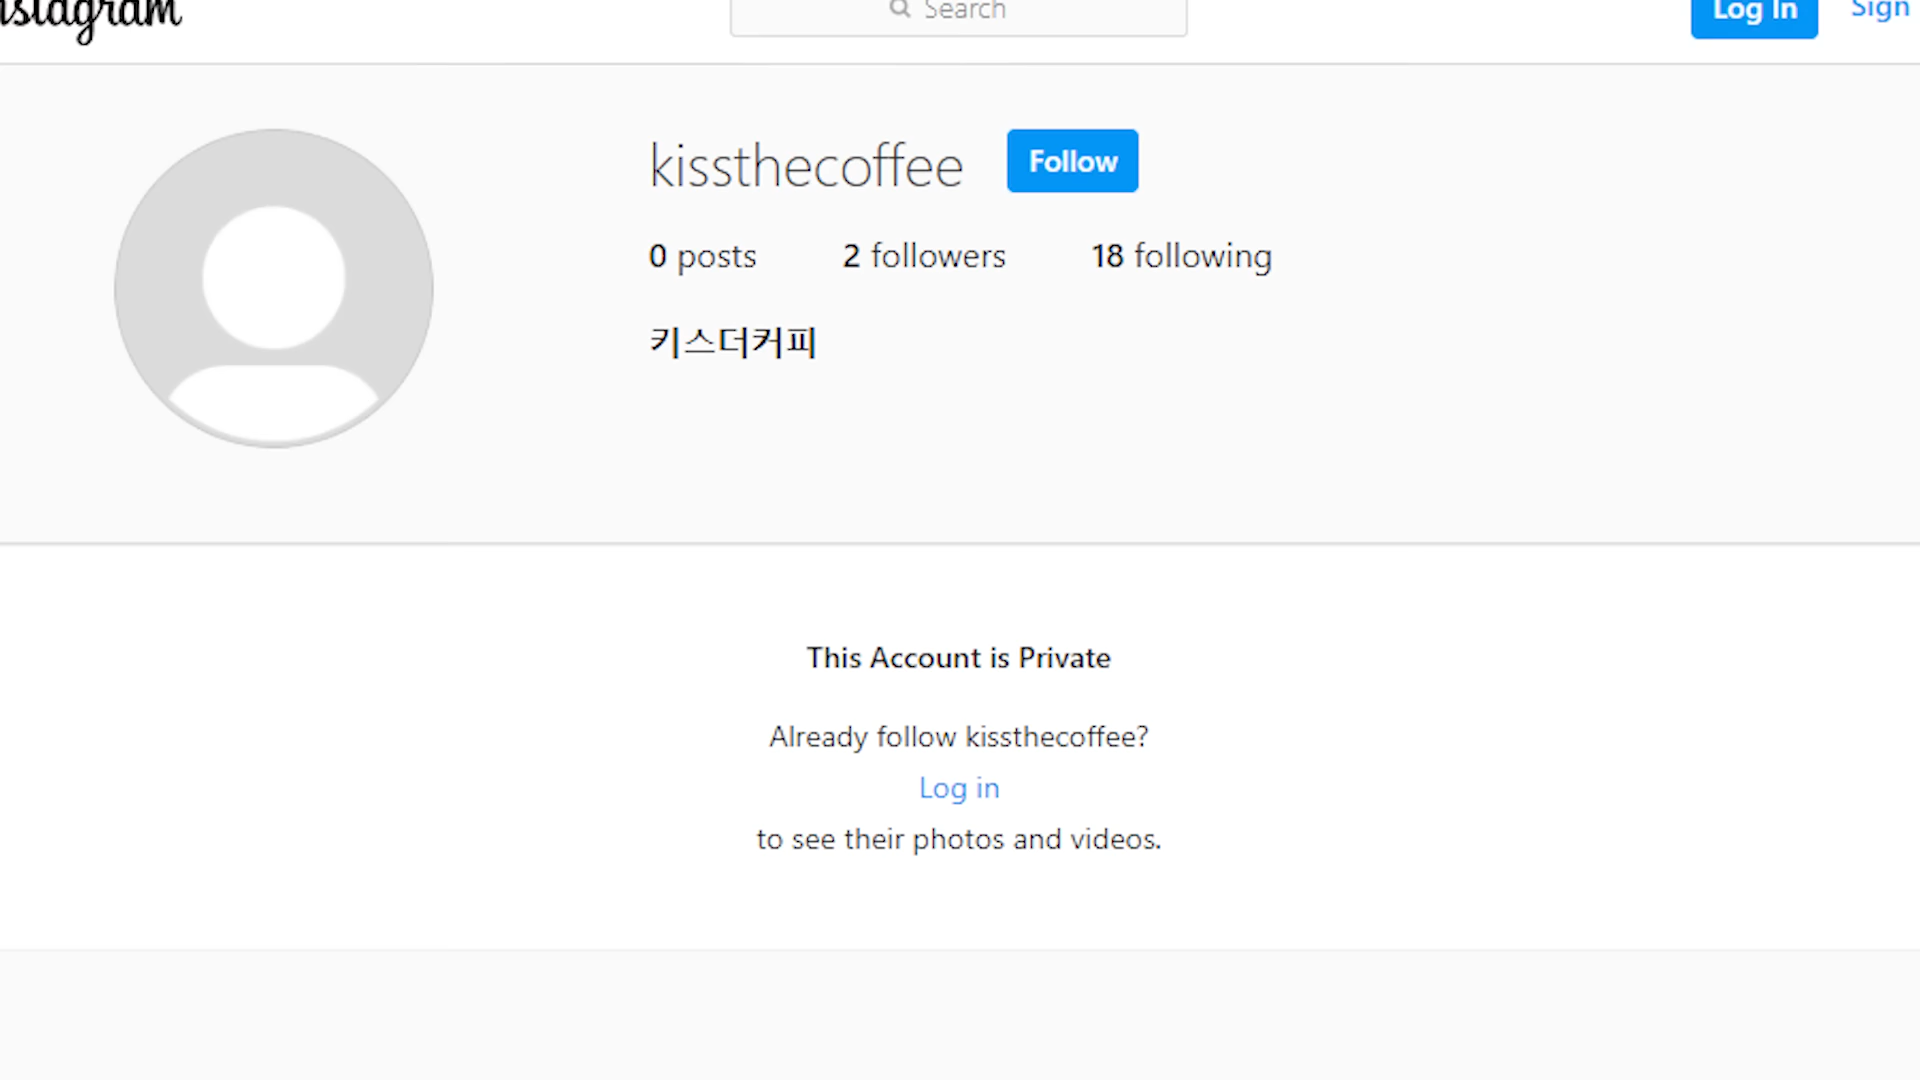 Instagram
Search
Log In
Sign
kissthecoffee
Follow
0 posts 2 followers 18 following
키스더커피
This Account is Private
Already follow kissthecoffee?
Log in
to see their photos and videos.